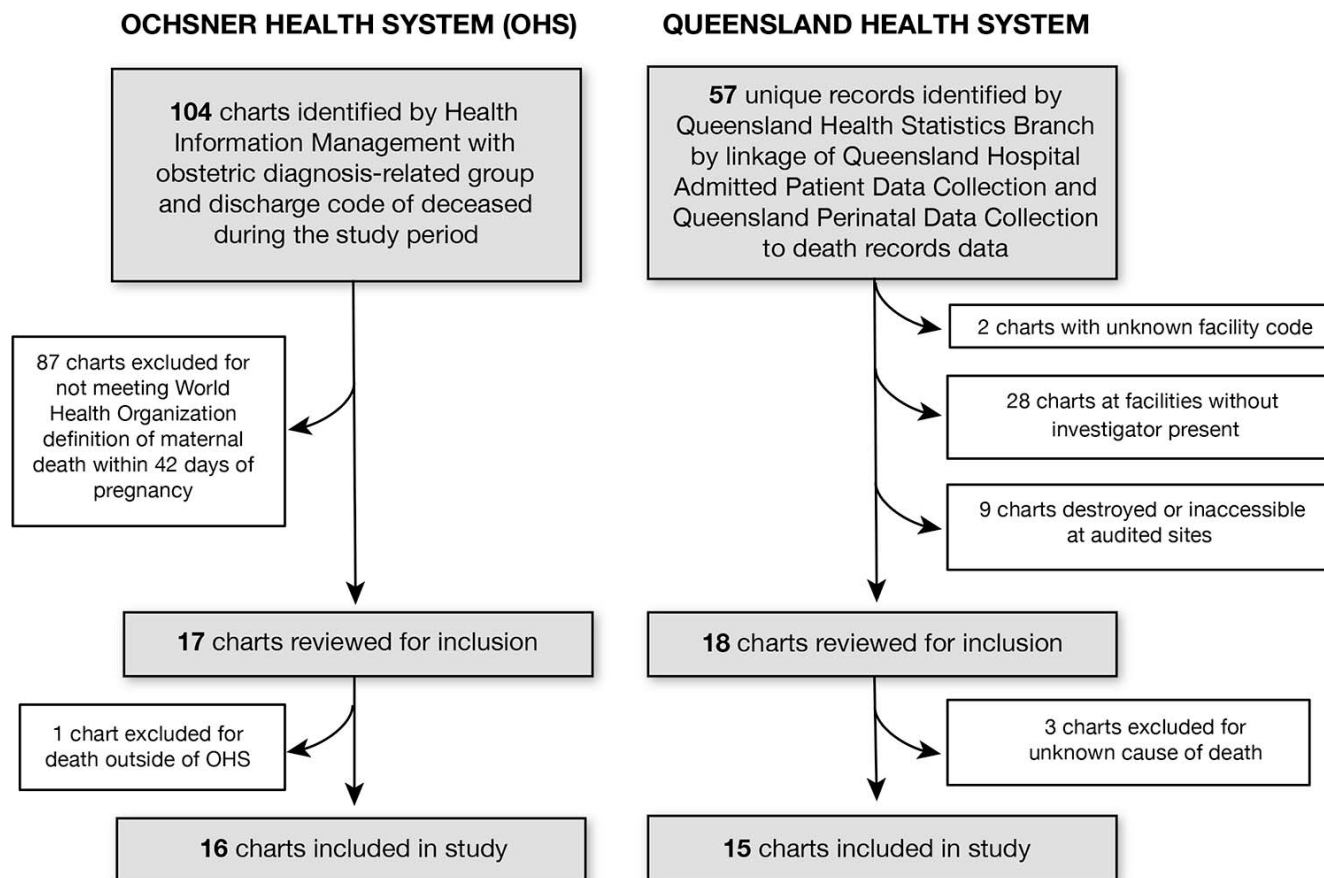 OCHSNER HEALTH SYSTEM (OHS)
104 charts identified by Health
Information Management with
obstetric diagnosis-related group
and discharge code of deceased
during the study period
87 charts excluded for
not meeting World
Health Organization
definition of maternal
death within 42 days of
pregnancy
17 charts reviewed for inclusion
1 chart excluded for
death outside of OHS
16 charts included in study
QUEENSLAND HEALTH SYSTEM
57 unique records identified by
Queensland Health Statistics Branch
by linkage of Queensland Hospital
Admitted Patient Data Collection and
Queensland Perinatal Data Collection
to death records data
2 charts with unknown facility code
28 charts at facilities without
investigator present
9 charts destroyed or inaccessible
at audited sites
18 charts reviewed for inclusion
3 charts excluded for
unknown cause of death
15 charts included in study